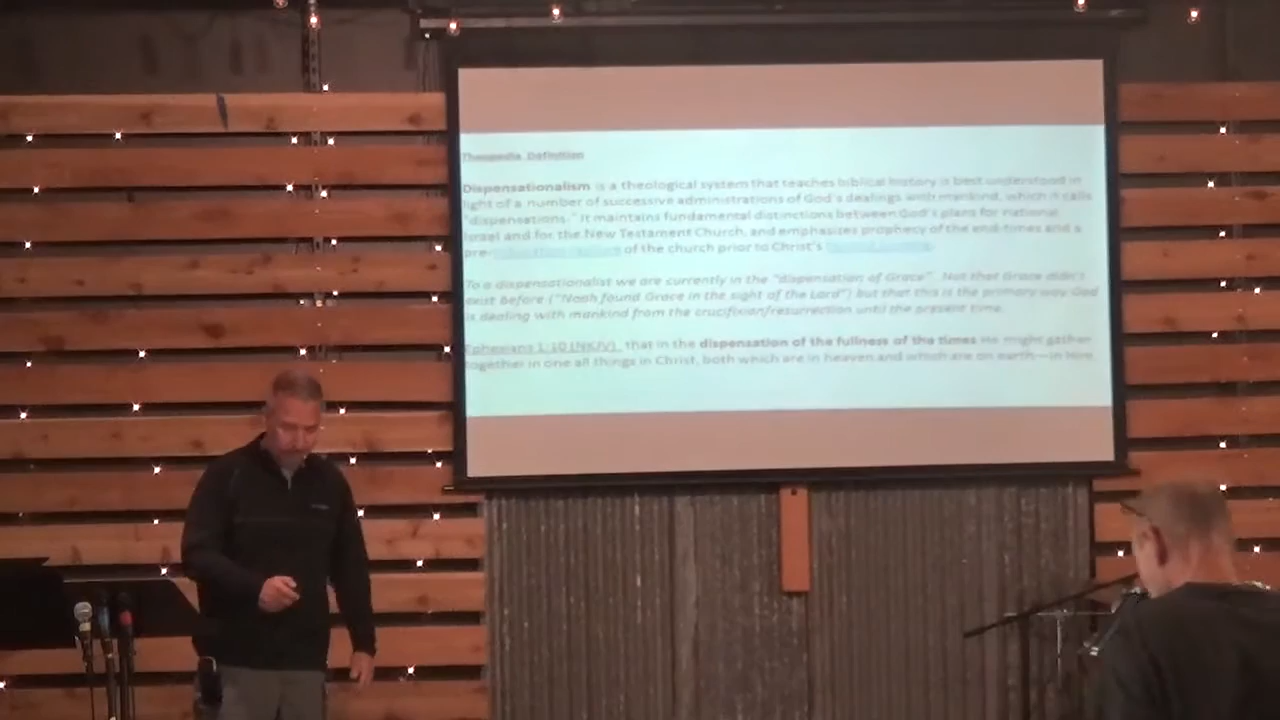 Theopedia Definition
Dispensationalism is a theological system that teaches biblical history is best understood in
light of a number of successive administrations of God's dealings with mankind, which it calls
"dispensations." It maintains fundamental distinctions between God's plans for national
Israel and for the New Testament Church, and emphasizes prophecy of the end-times and a
pre- of the church prior to Christ's
To a dispensationalist we are currently in the "dispensation of Grace". Not that Grace didn't
exist Before ("Noah found Grace in the sight of the Lord") but that this is the primary way God
is dealing with mankind from the crucifixion/resurrection until the present time.
Ephesians 1:10 (NKJV), that in the dispensation of the fullness of the times He might gather
together in one all things in Christ, both which are in heaven and which are on earth—in Him.